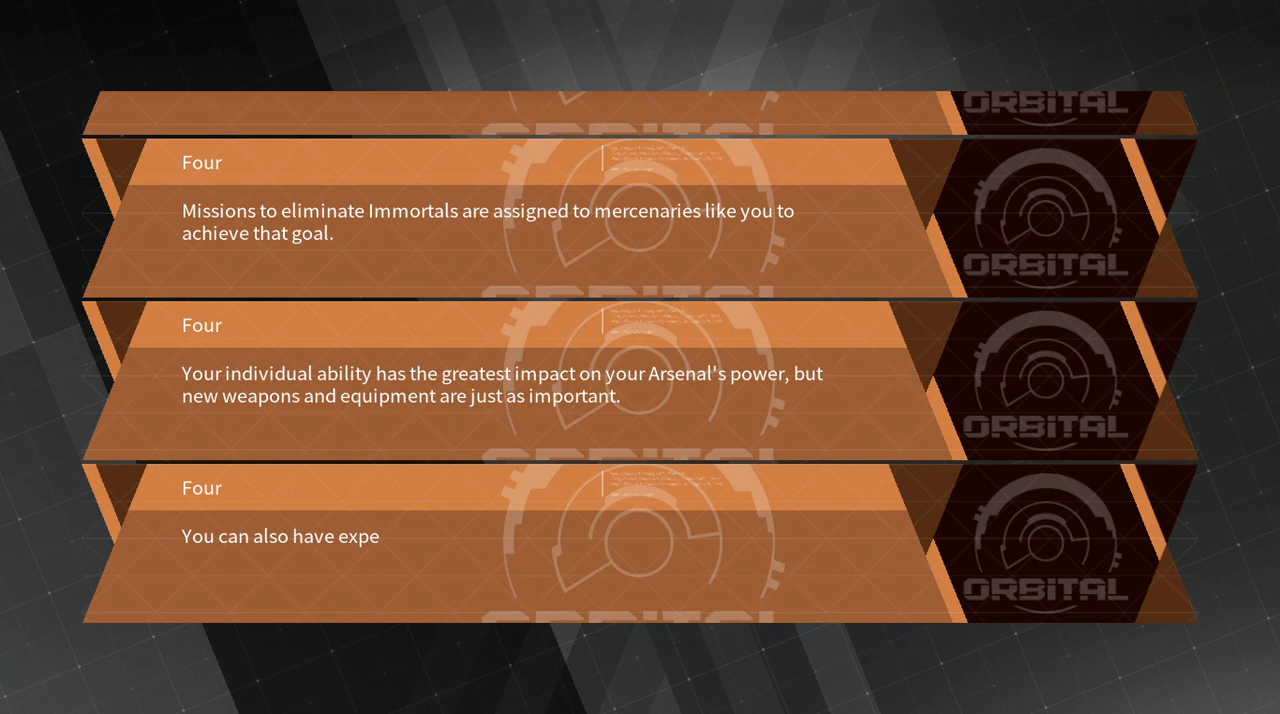 ORBITAL
Four
Missions to eliminate Immortals are assigned to mercenaries like you to
achieve that goal.
ORBITAL
Four
Your individual ability has the greatest impact on your Arsenal's power, but
new weapons and equipment are just as important.
ORBITAL
Four
You can also have expe
ORBITAL